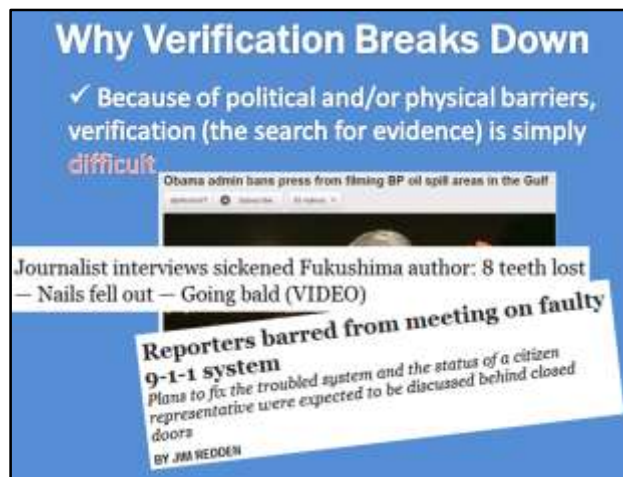 Why Verification Breaks Down
✓ Because of political and/or physical barriers,
verification (the search for evidence) is simply
difficult
Obama admin bans press from filming BP oil spill areas in the Gulf
Journalist interviews sickened Fukushima author: 8 teeth lost
— Nails fell out — Going bald (VIDEO)
Reporters barred from meeting on faulty
9-1-1 system
Plans to fix the troubled system and the status of a citizen
representative were expected to be discussed behind closed
doors
BY JIM REDDEN